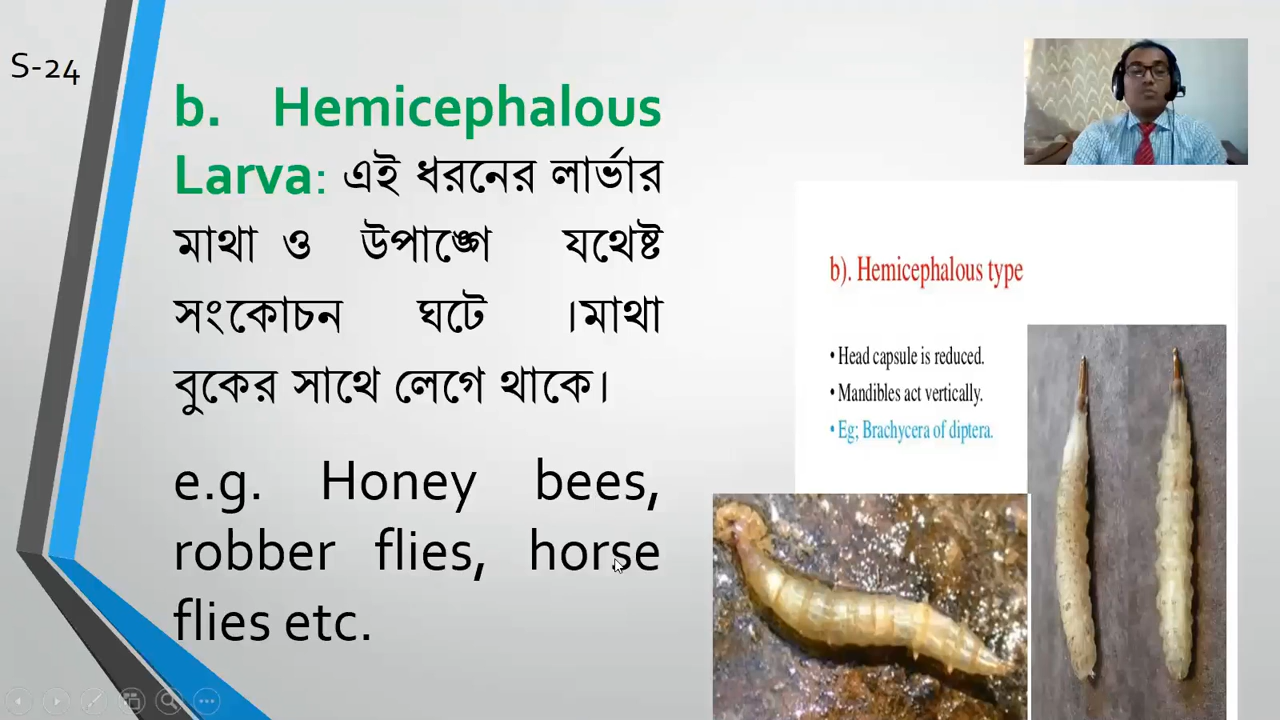 S-24
b. Hemicephalous
Larva: এই ধরনের লার্ভার
মাথা ও উপাঙ্গে যথেষ্ট
সংকোচন ঘটে ।মাথা
বুকের সাথে লেগে থাকে।
e.g. Honey bees,
robber flies, horse
flies etc.
b). Hemicephalous type
• Head capsule is reduced.
• Mandibles act vertically.
• Eg; Brachycera of diptera.